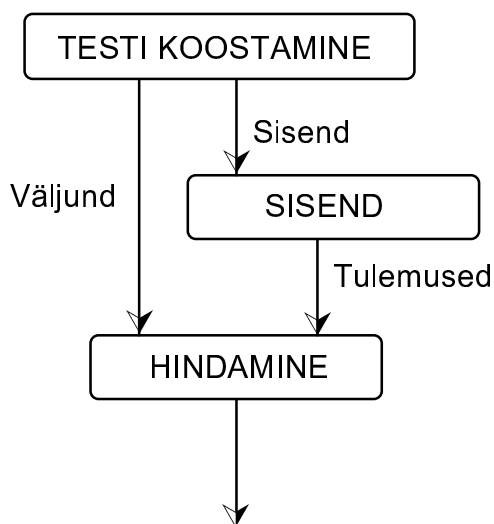 TESTI KOOSTAMINE
Sisend
Väljund
SISEND
Tulemused
HINDAMINE